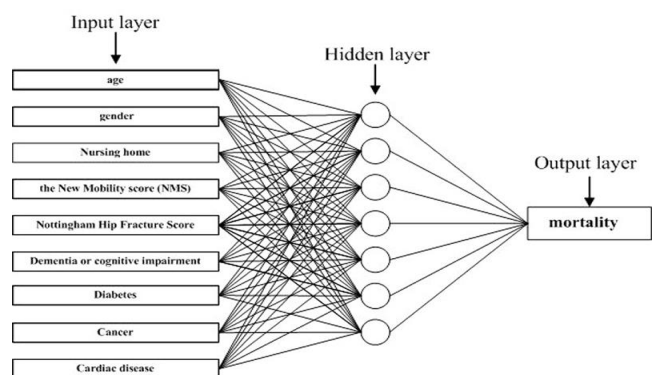 Input layer
age
gender
Nursing home
the New Mobility score (NMS)
Nottingham Hip Fracture Score
Dementia or cognitive impairment
Diabetes
Cancer
Cardiac disease
Hidden layer
Output layer
mortality